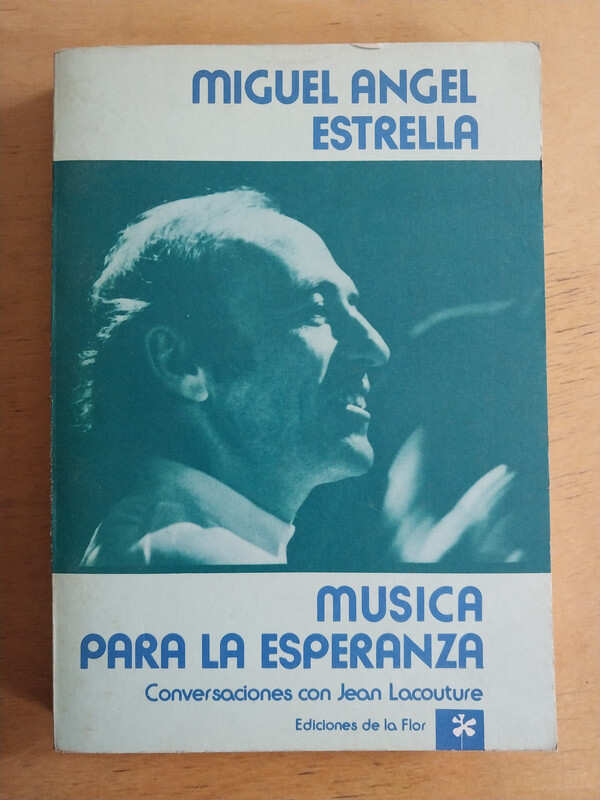 MIGUEL ANGEL
ESTRELLA
MUSICA
PARA LA ESPERANZA
Conversaciones con Jean Lacouture
Ediciones de la Flor